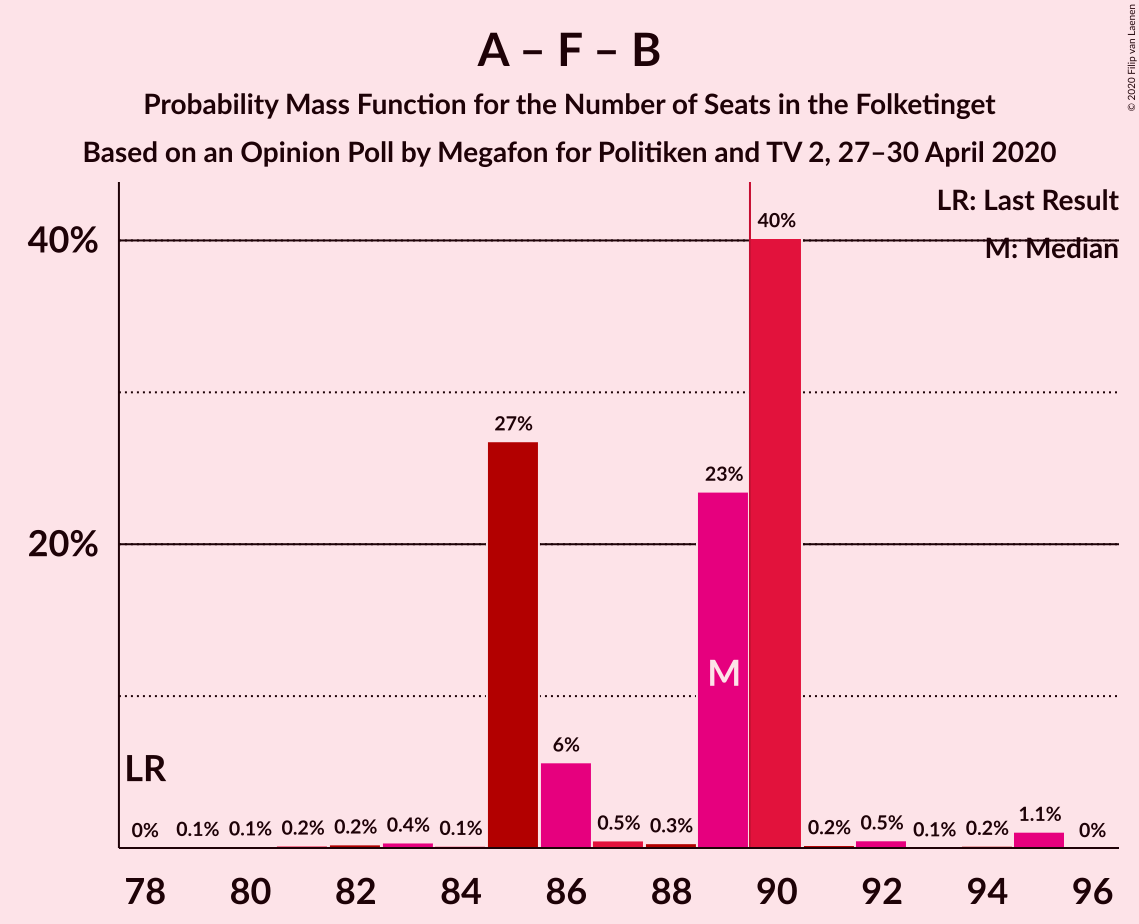 A – F – B
Probability Mass Function for the Number of Seats in the Folketinget
Based on an Opinion Poll by Megafon for Politiken and TV 2, 27–30 April 2020
© 2020 Filip van Laenen
LR: Last Result
M: Median
40%
20%
LR
M
0%
0.1%
0.1%
0.2%
0.2%
0.4%
0.1%
27%
6%
0.5%
0.3%
23%
40%
0.2%
0.5%
0.1%
0.2%
1.1%
0%
78 80 82 84 86 88 90 92 94 96